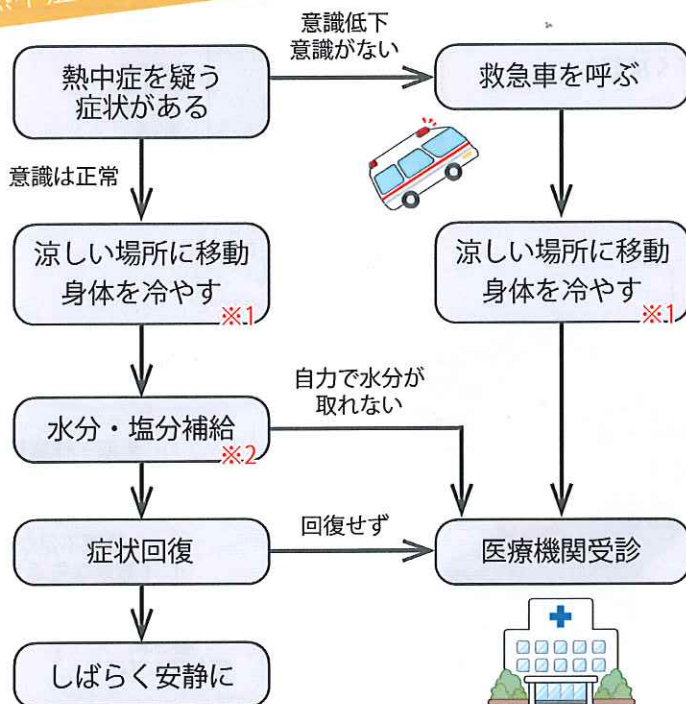 意識低下
意識がない
熱中症を疑う
症状がある
救急車を呼ぶ
意識は正常
涼しい場所に移動
身体を冷やす
※1
涼しい場所に移動
身体を冷やす
※1
自力で水分が
取れない
水分・塩分補給
※2
症状回復
回復せず
医療機関受診
しばらく安静に